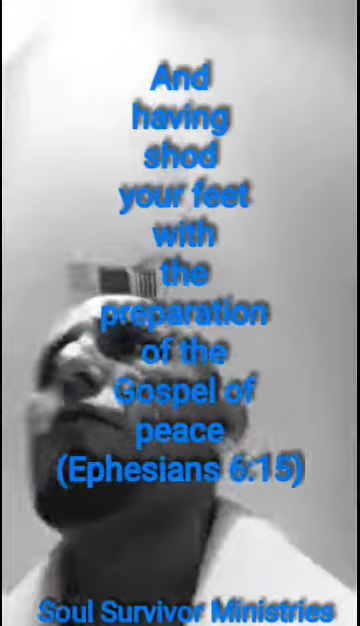 And
having
shod
your feet
with
the
preparation
of the
Gospel of
peace
(Ephesians 6:15)
Soul Survivor Ministries